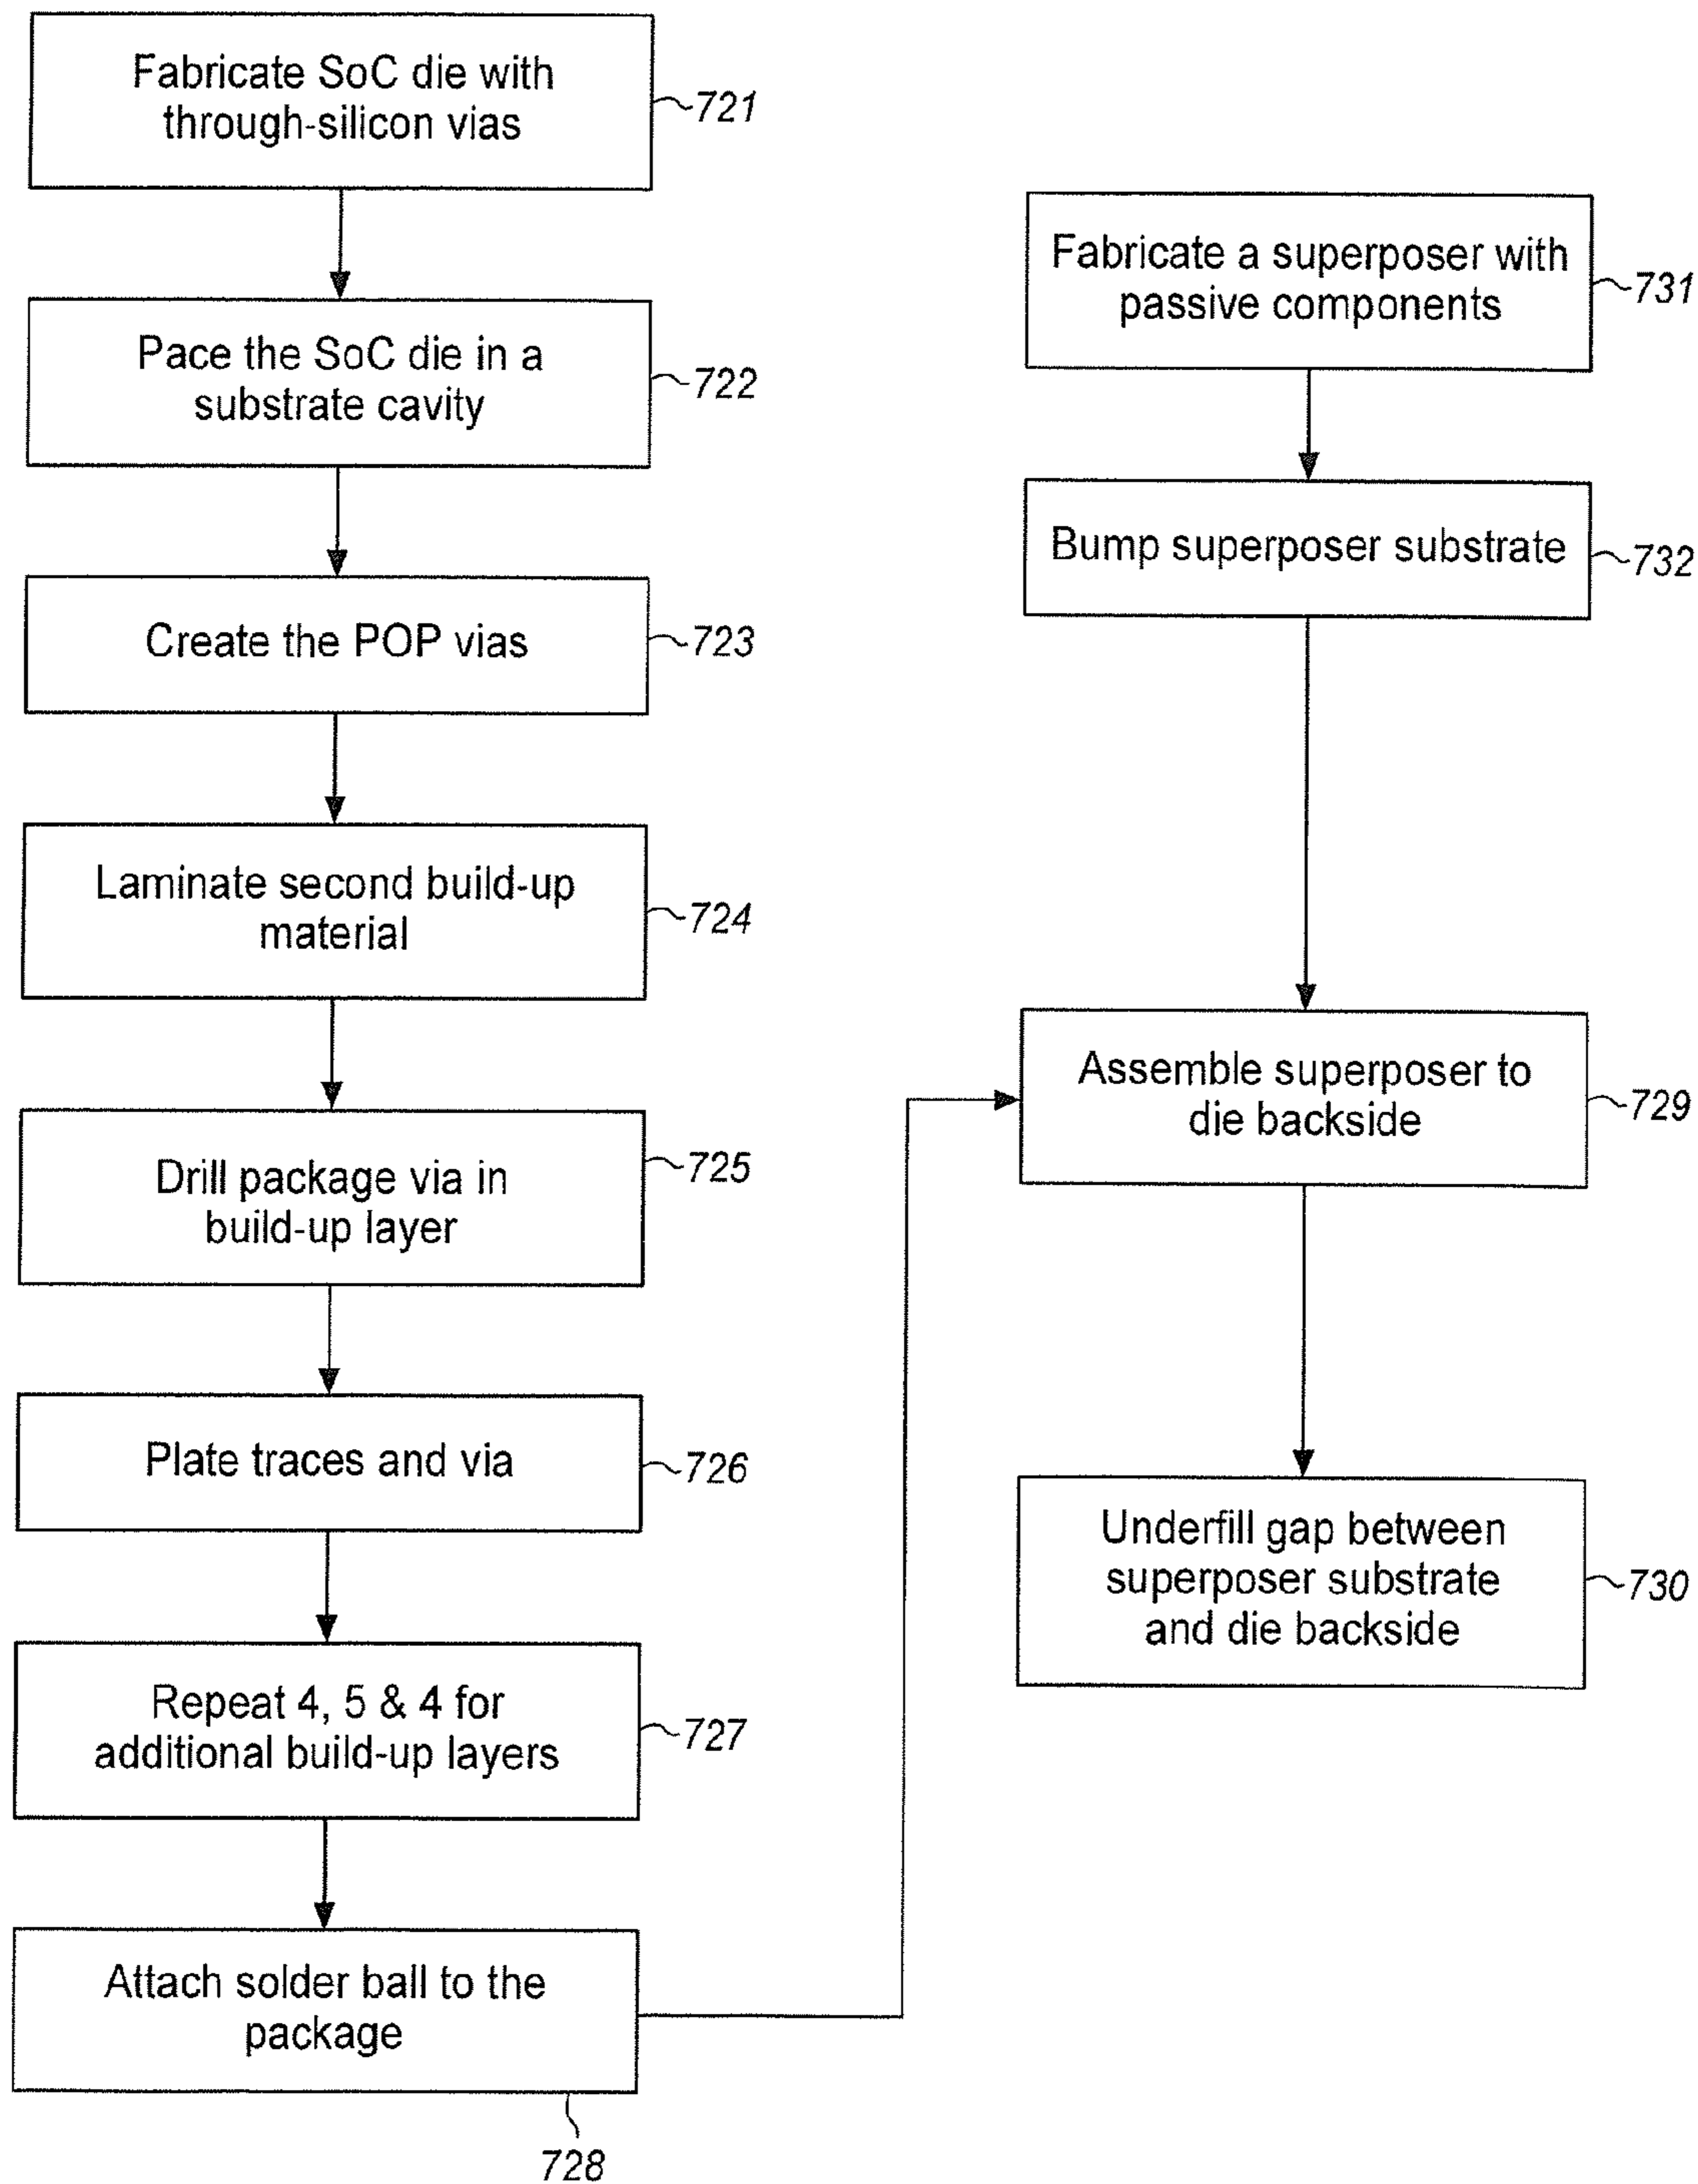 Fabricate SoC die with
through-silicon vias
721
Pace the SoC die in a
substrate cavity
722
Create the POP vias
723
Laminate second build-up
material
724
Drill package via in
build-up layer
725
Plate traces and via
726
Repeat 4, 5 & 4 for
additional build-up layers
727
Attach solder ball to the
package
728
Fabricate a superposer with
passive components
731
Bump superposer substrate
732
Assemble superposer to
die backside
729
Underfill gap between
superposer substrate
and die backside
730